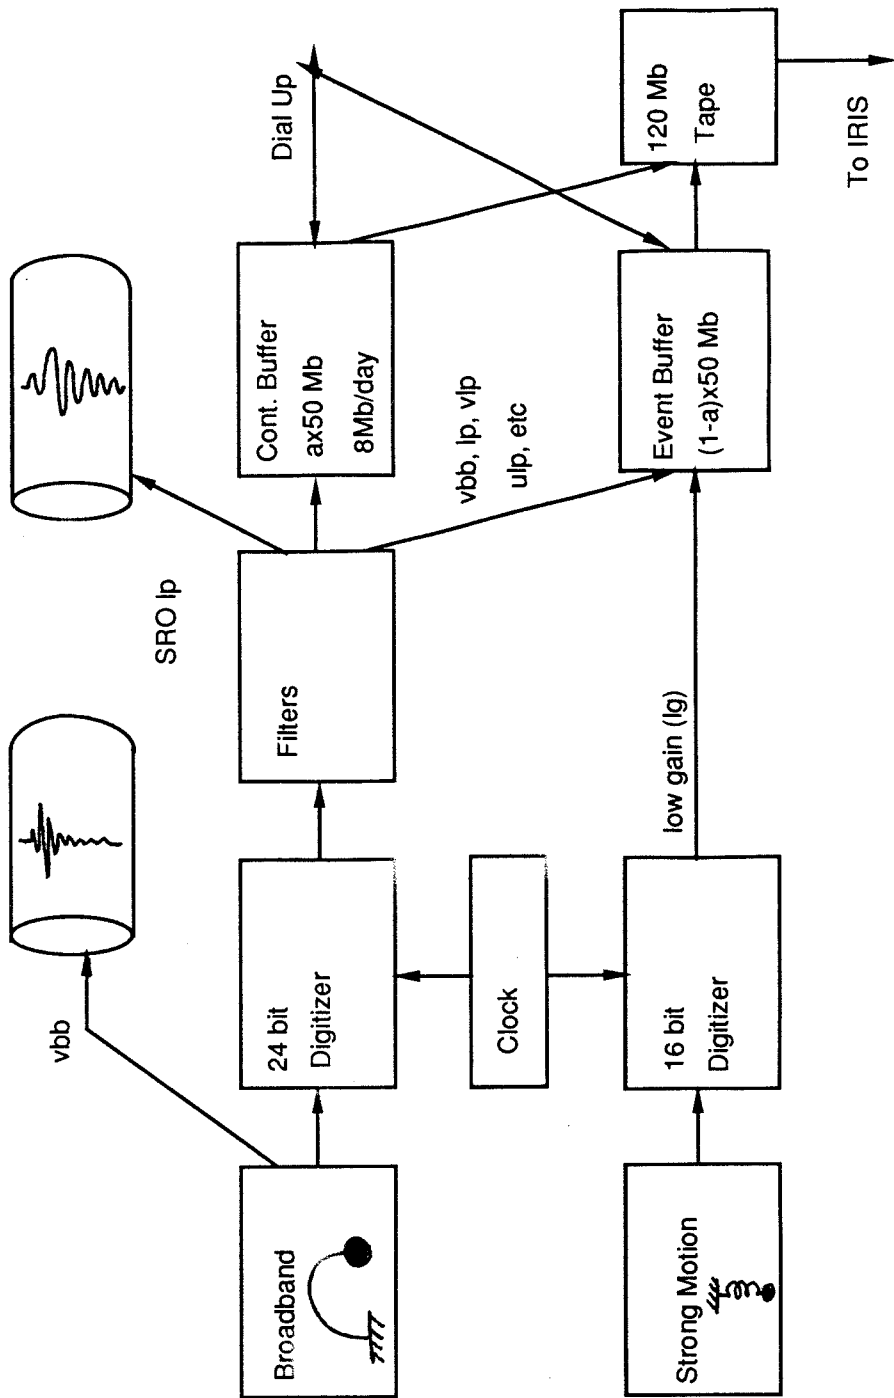 vbb
SRO lp
Dial Up
Broadband
24 bit
Digitizer
Filters
Cont. Buffer
ax50 Mb
8Mb/day
vbb, lp, vlp
ulp, etc
Clock
Strong Motion
16 bit
Digitizer
low gain (lg)
Event Buffer
(1-a)x50 Mb
120 Mb
Tape
To IRIS